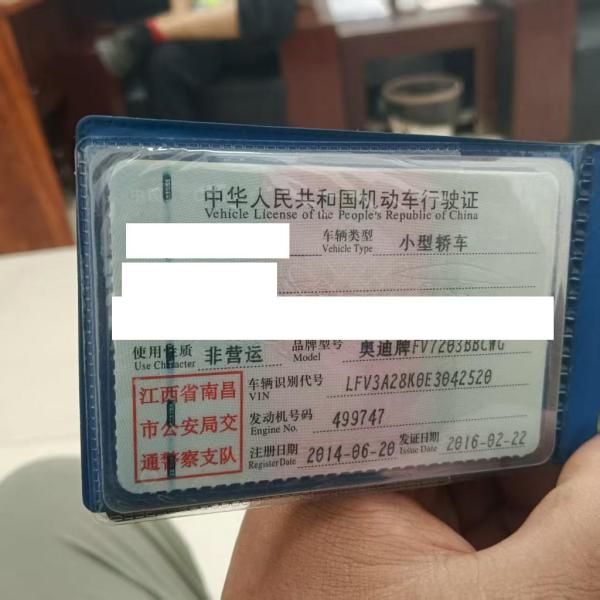 中华人民共和国机动车行驶证
Vehicle License of the People's Republic of China
车辆类型 小型轿车
Vehicle Type
使用性质 非营运 品牌型号 奥迪牌FV7203BBCWG
Use Character Model
江西省南昌
市公安局交
通警察支队
车辆识别代号 LFV3A28K0E3042520
VIN
发动机号码 499747
Engine No.
注册日期 2014-06-20 发证日期 2016-02-22
Register Date Issue Date